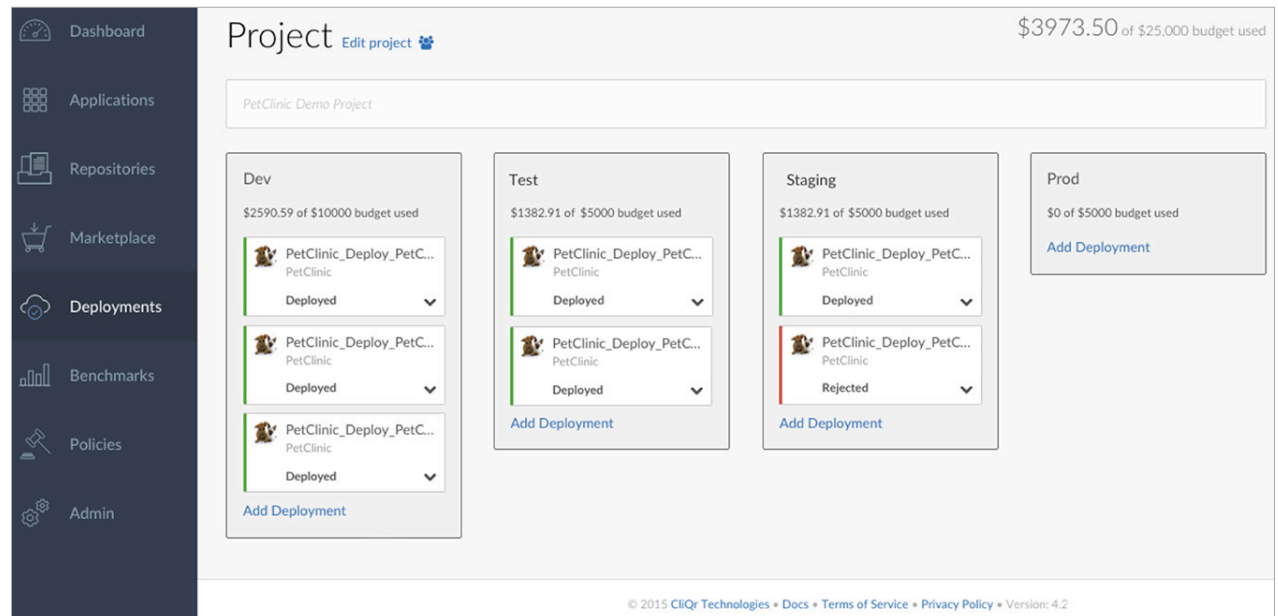 Dashboard
Applications
Repositories
Marketplace
Deployments
Benchmarks
Policies
Admin
Project Edit project
$3973.50 of $25,000 budget used
PetClinic Demo Project
Dev
$2590.59 of $10000 budget used
PetClinic_Deploy_PetC...
PetClinic
Deployed
PetClinic_Deploy_PetC...
PetClinic
Deployed
PetClinic_Deploy_PetC...
PetClinic
Deployed
Add Deployment
Test
$1382.91 of $5000 budget used
PetClinic_Deploy_PetC...
PetClinic
Deployed
PetClinic_Deploy_PetC...
PetClinic
Deployed
Add Deployment
Staging
$1382.91 of $5000 budget used
PetClinic_Deploy_PetC...
PetClinic
Deployed
PetClinic_Deploy_PetC...
PetClinic
Rejected
Add Deployment
Prod
$0 of $5000 budget used
Add Deployment
© 2015 CliQr Technologies • Docs • Terms of Service • Privacy Policy • Version: 4.2